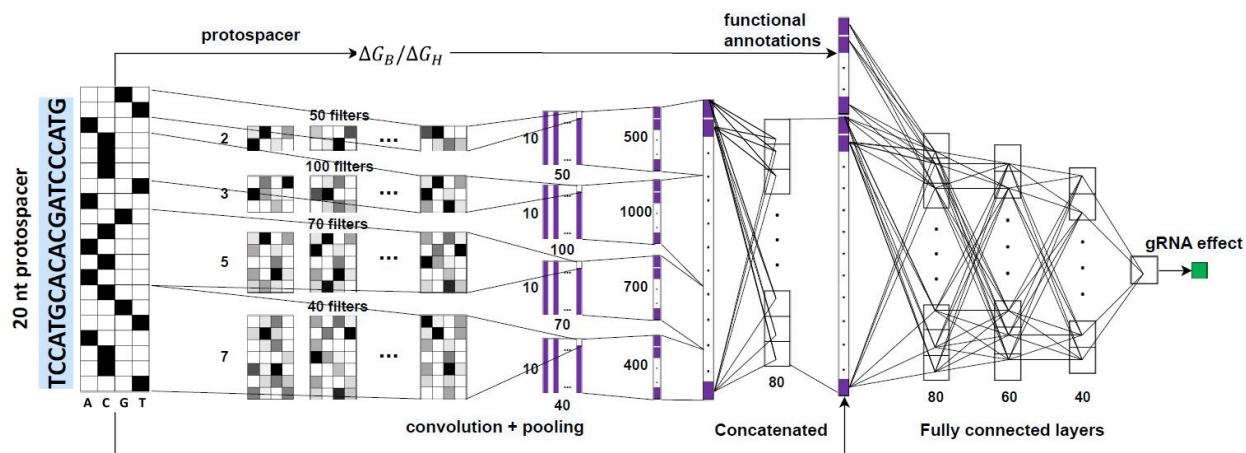 protospacer
ΔG_B/ΔG_H
functional
annotations
20 nt protospacer
TCCATGCACACGATCCCATG
A C G T
50 filters
2
...
10
...
...
50
500
100 filters
3
...
10
...
...
100
1000
70 filters
5
...
10
...
...
70
700
40 filters
7
...
10
...
...
40
400
80
80
60
40
gRNA effect
convolution + pooling
Concatenated
Fully connected layers